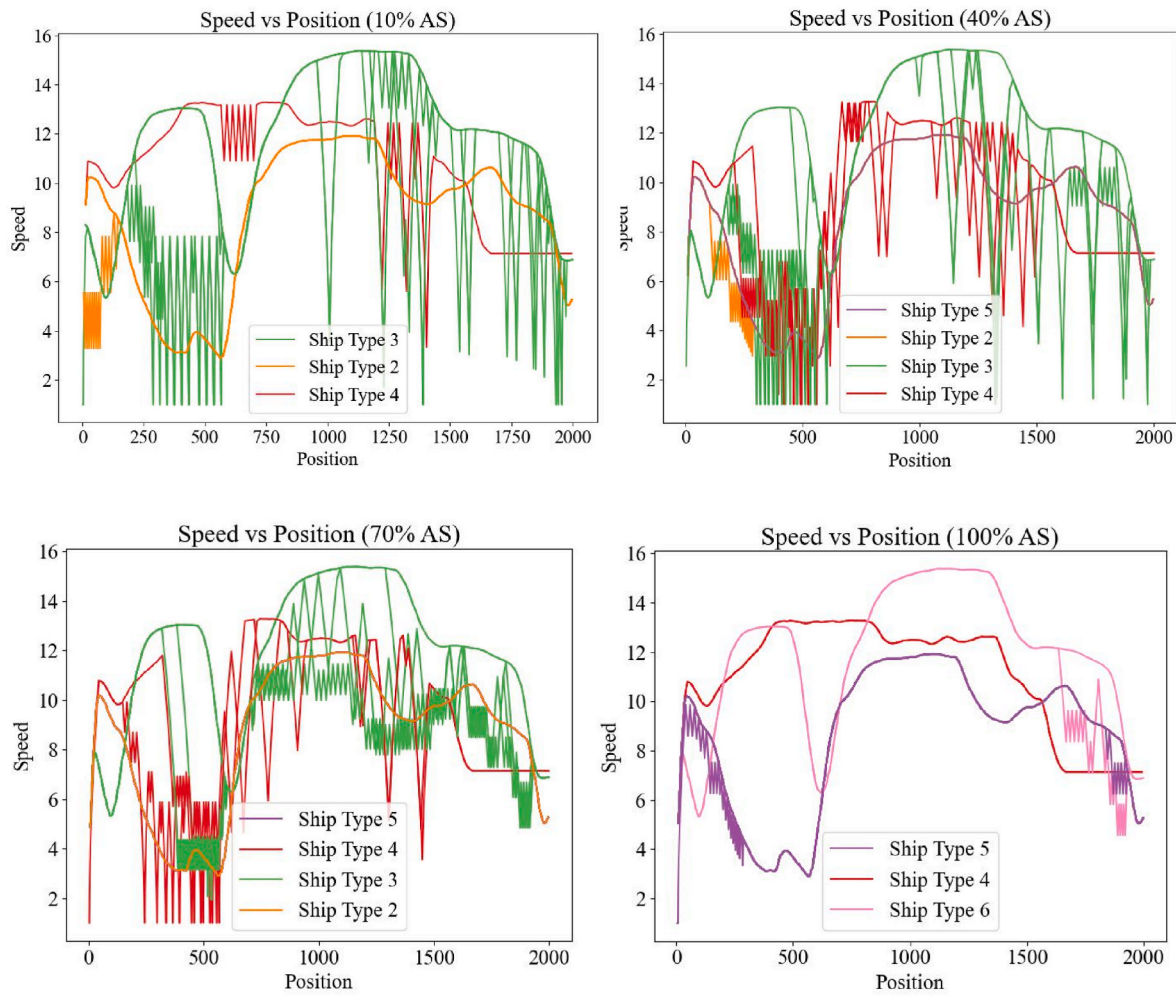 Speed vs Position (10% AS)
16
14
12
10
8
6
4
2
Speed
Ship Type 3
Ship Type 2
Ship Type 4
0
250
500
750
1000
1250
1500
1750
2000
Position
Speed vs Position (40% AS)
16
14
12
10
8
6
4
2
Speed
Ship Type 5
Ship Type 2
Ship Type 3
Ship Type 4
0
500
1000
1500
2000
Position
Speed vs Position (70% AS)
16
14
12
10
8
6
4
2
Speed
Ship Type 5
Ship Type 4
Ship Type 3
Ship Type 2
0
500
1000
1500
2000
Position
Speed vs Position (100% AS)
16
14
12
10
8
6
4
2
Speed
Ship Type 5
Ship Type 4
Ship Type 6
0
500
1000
1500
2000
Position